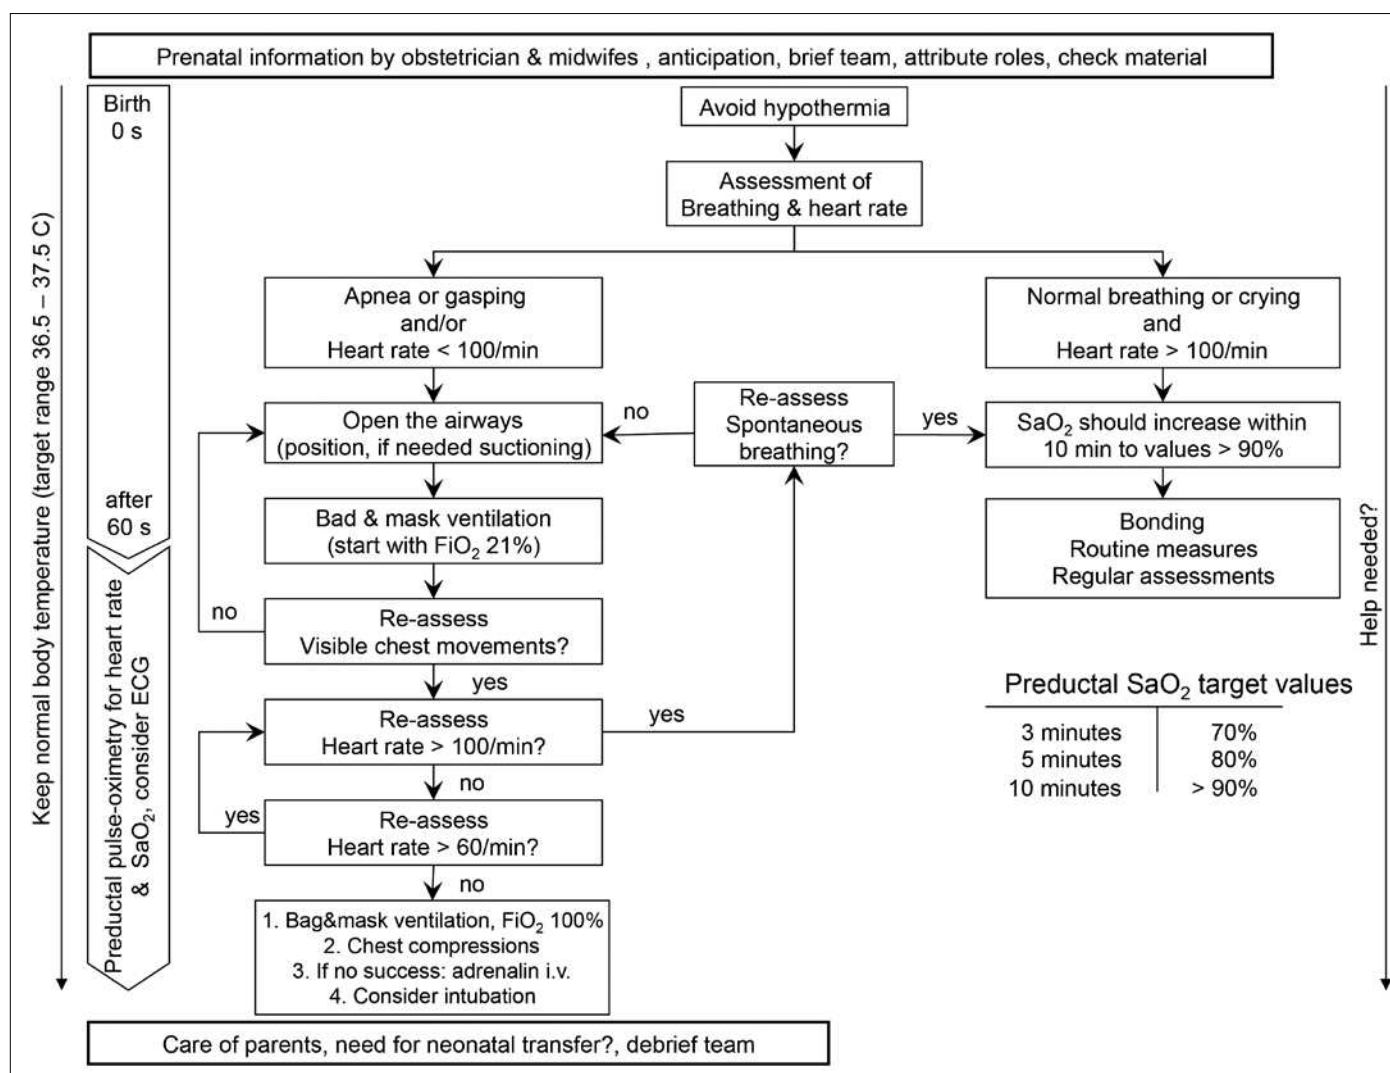 Prenatal information by obstetrician & midwifes , anticipation, brief team, attribute roles, check material
Keep normal body temperature (target range 36.5 – 37.5 C)
Birth
0 s
after
60 s
Preductal pulse-oximetry for heart rate
& SaO₂, consider ECG
Avoid hypothermia
Assessment of
Breathing & heart rate
Apnea or gasping
and/or
Heart rate < 100/min
Normal breathing or crying
and
Heart rate > 100/min
Open the airways
(position, if needed suctioning)
no
Re-assess
Spontaneous
breathing?
yes
SaO₂ should increase within
10 min to values > 90%
Bad & mask ventilation
(start with FiO₂ 21%)
Bonding
Routine measures
Regular assessments
no
Re-assess
Visible chest movements?
yes
Re-assess
Heart rate > 100/min?
yes
no
yes
Re-assess
Heart rate > 60/min?
no
1. Bag&mask ventilation, FiO₂ 100%
2. Chest compressions
3. If no success: adrenalin i.v.
4. Consider intubation
Preductal SaO₂ target values
3 minutes 70%
5 minutes 80%
10 minutes > 90%
Help needed?
Care of parents, need for neonatal transfer?, debrief team